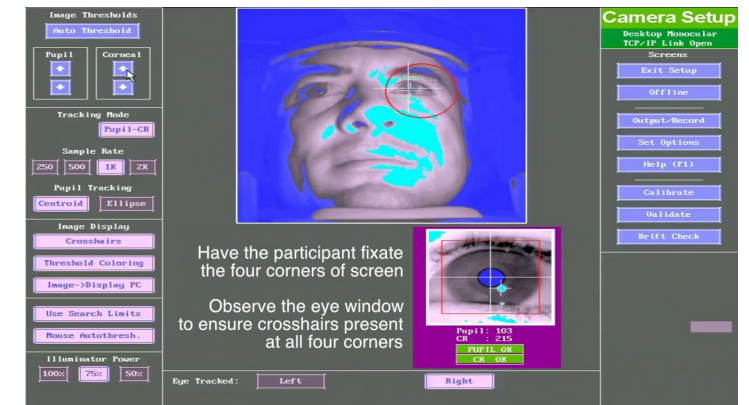 Image Thresholds
Auto Threshold
Pupil
Corneal
Tracking Mode
Pupil-CR
Sample Rate
250 500 1K 2K
Pupil Tracking
Centroid Ellipse
Image Display
Crosshairs
Threshold Coloring
Image->Display PC
Use Search Limits
Mouse Autothresh.
Illuminator Power
100% 75% 50%
Have the participant fixate
the four corners of screen
Observe the eye window
to ensure crosshairs present
at all four corners
Pupil: 103
CR : 215
PUPIL OK
CR OK
Eye Tracked: Left Right
Camera Setup
Desktop Monocular
TCP/IP Link Open
Screens
Exit Setup
Offline
Output/Record
Set Options
Help (F1)
Calibrate
Validate
Drift Check